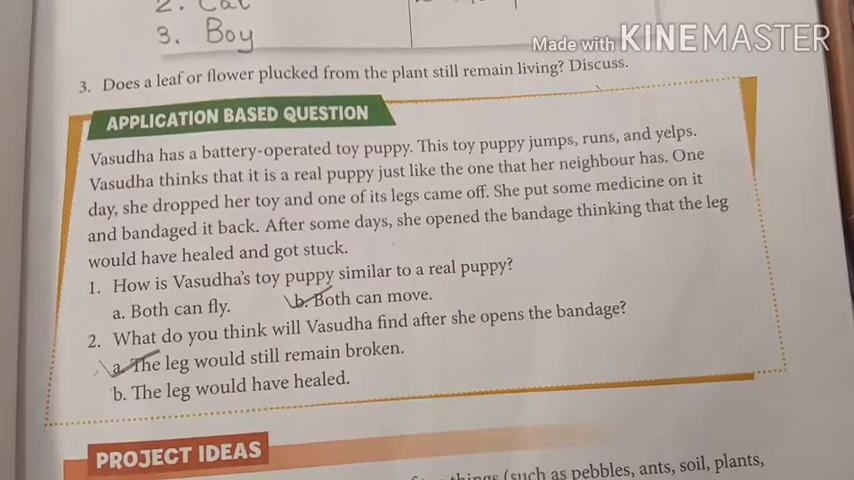 2. Cat
3. Boy
Made with KINEMASTER
3. Does a leaf or flower plucked from the plant still remain living? Discuss.
APPLICATION BASED QUESTION
Vasudha has a battery-operated toy puppy. This toy puppy jumps, runs, and yelps.
Vasudha thinks that it is a real puppy just like the one that her neighbour has. One
day, she dropped her toy and one of its legs came off. She put some medicine on it
and bandaged it back. After some days, she opened the bandage thinking that the leg
would have healed and got stuck.
1. How is Vasudha's toy puppy similar to a real puppy?
a. Both can fly. b. Both can move.
2. What do you think will Vasudha find after she opens the bandage?
a. The leg would still remain broken.
b. The leg would have healed.
PROJECT IDEAS
things (such as pebbles, ants, soil, plants,